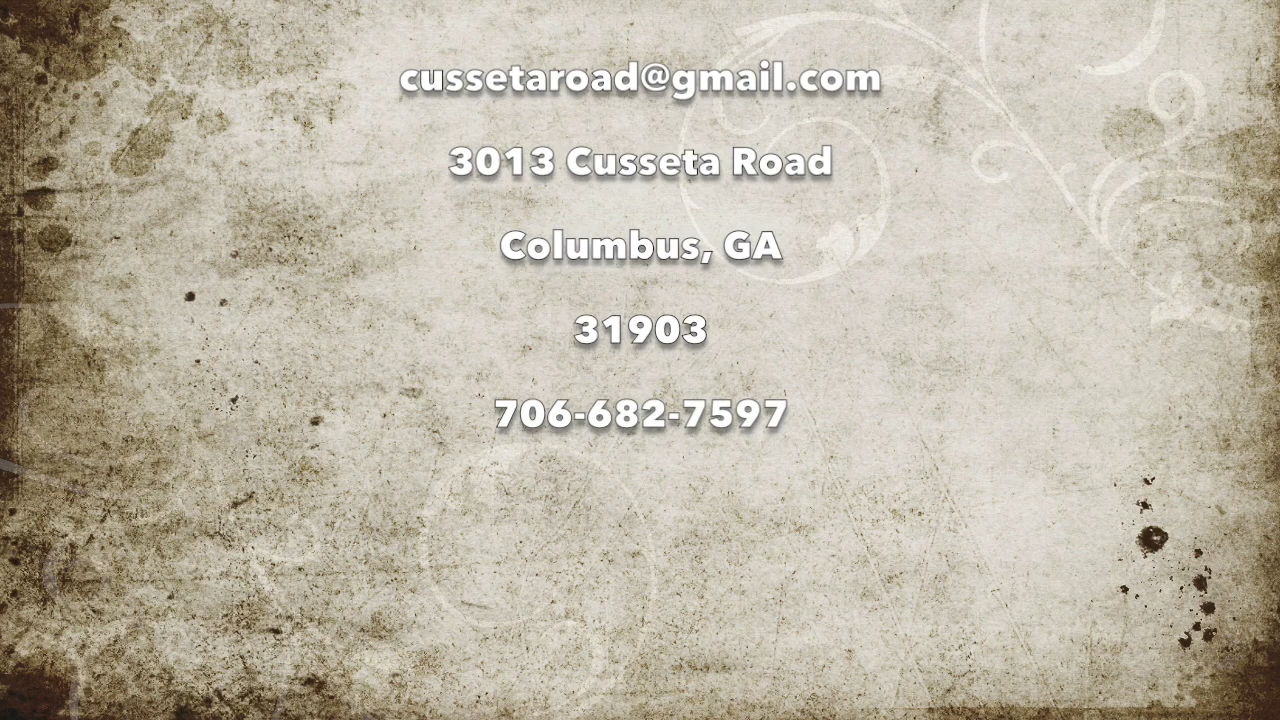 cussetaroad@gmail.com
3013 Cusseta Road
Columbus, GA
31903
706-682-7597